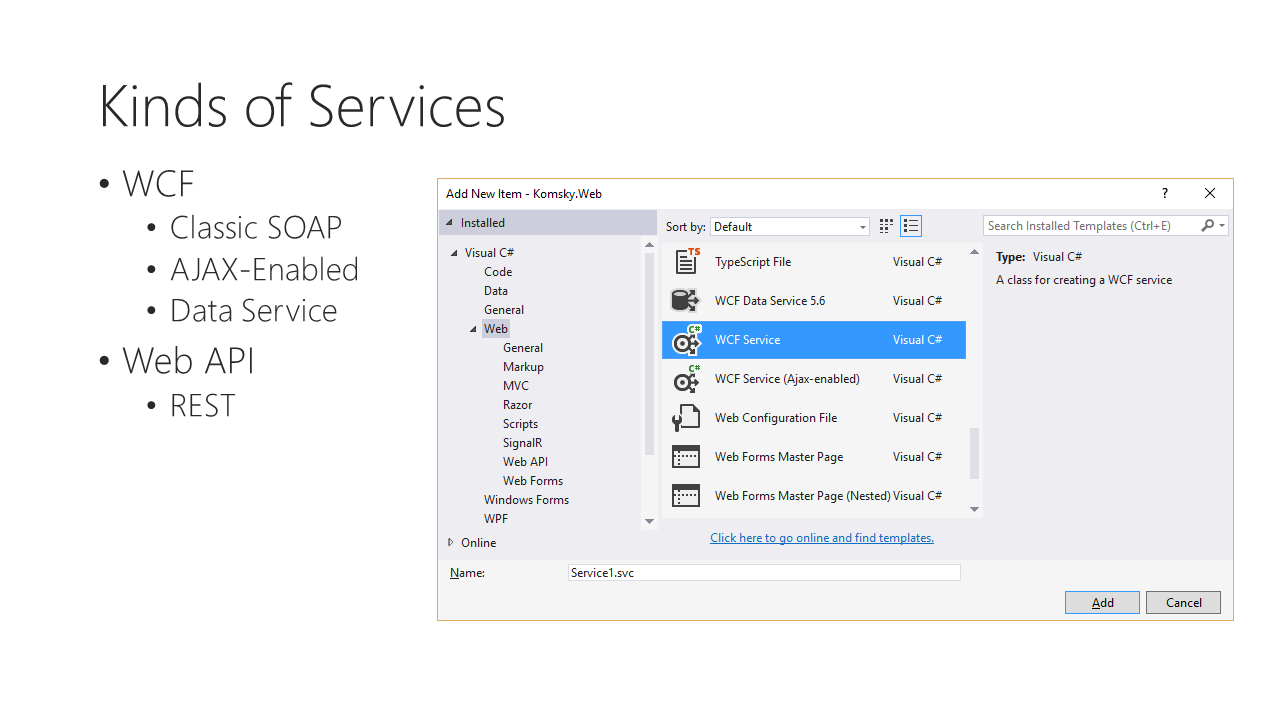 Kinds of Services
• WCF
• Classic SOAP
• AJAX-Enabled
• Data Service
• Web API
• REST
Add New Item - Komsky.Web
?
Installed
Sort by: Default
Search Installed Templates (Ctrl+E)
Visual C#
Code
Data
General
Web
General
Markup
MVC
Razor
Scripts
SignalR
Web API
Web Forms
Windows Forms
WPF
Online
TS
TypeScript File Visual C#
WCF Data Service 5.6 Visual C#
C#
WCF Service Visual C#
C#
WCF Service (Ajax-enabled) Visual C#
Web Configuration File Visual C#
Web Forms Master Page Visual C#
Web Forms Master Page (Nested) Visual C#
Click here to go online and find templates.
Type: Visual C#
A class for creating a WCF service
Name: Service1.svc
Add Cancel